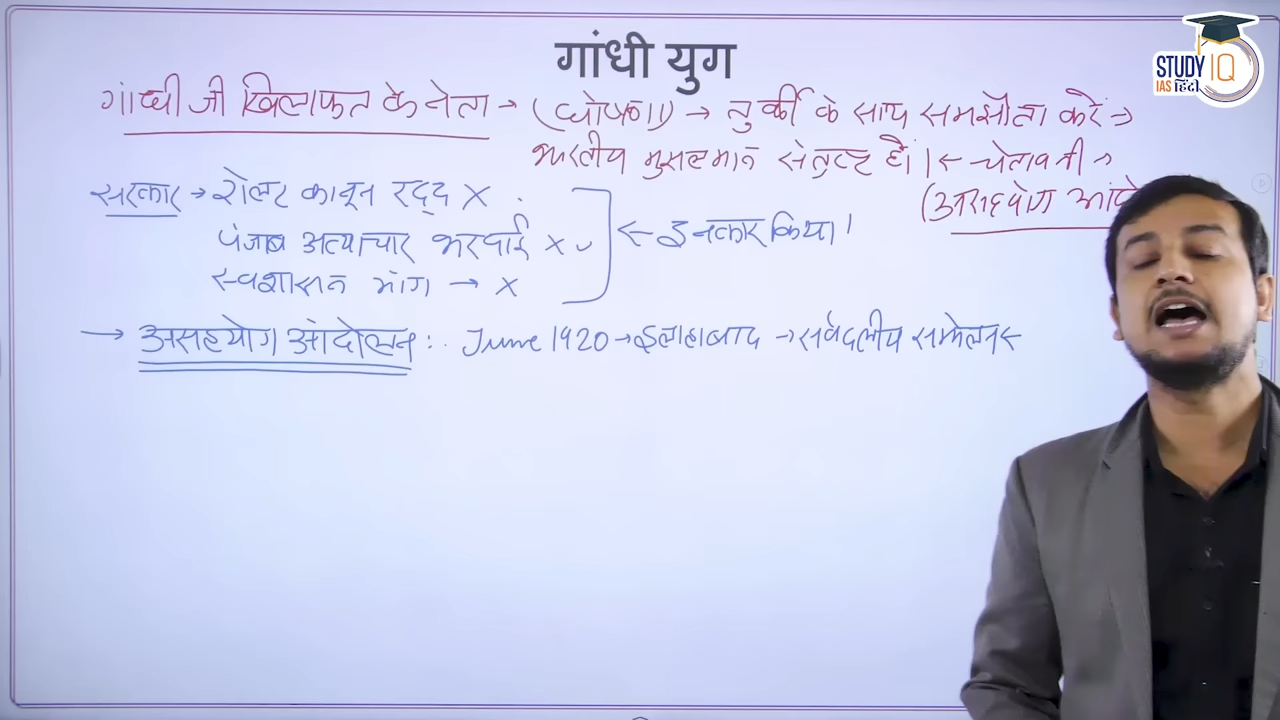 गांधी युग
STUDY IQ
IAS हिंदी
गांधी जी खिलाफत के नेता → (घोषणा) → तुर्की के साथ समझौता करें →
भारतीय मुसलमान संतुष्ट हो। ← चेतावनी →
(असहयोग आंदो
सरकार → रोलट कानून रद्द X
पंजाब अत्याचार भरपाई X
← इनकार किया।
स्वशासन मांग → X
→ असहयोग आंदोलन : June 1920 → इलाहाबाद → सर्वदलीय सम्मेलन ←